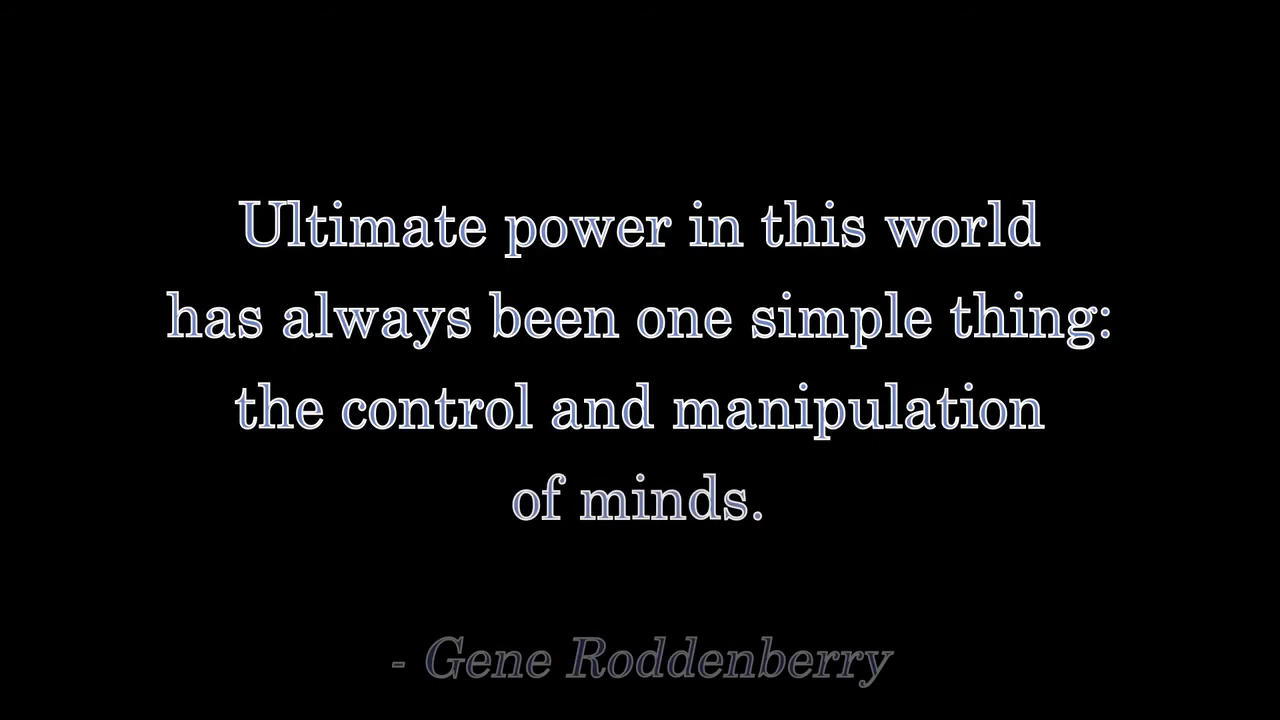 Ultimate power in this world
has always been one simple thing:
the control and manipulation
of minds.
- Gene Roddenberry